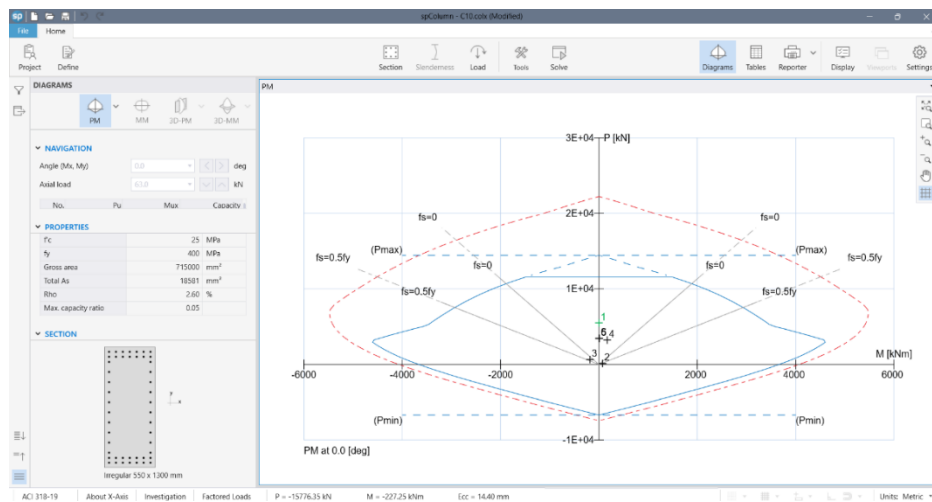 sp
spColumn - C10.colx (Modified)
File Home
Project Define Section Slenderness Load Tools Solve Diagrams Tables Reporter Display Viewports Settings
DIAGRAMS
PM MM 3D-PM 3D-MM
NAVIGATION
Angle (Mx, My) 0.0 deg
Axial load 63.0 kN
No. Pu Mux Capacity
PROPERTIES
f'c 25 MPa
fy 400 MPa
Gross area 715000 mm²
Total As 18581 mm²
Rho 2.60 %
Max. capacity ratio 0.05
SECTION
y
x
Irregular 550 x 1300 mm
PM
3E+04 P [kN]
2E+04
fs=0 fs=0
(Pmax) (Pmax)
fs=0.5fy fs=0 fs=0 fs=0.5fy
1E+04
fs=0.5fy fs=0.5fy
1
5 4
3 2
M [kNm]
-6000 -4000 -2000 2000 4000 6000
(Pmin) (Pmin)
-1E+04
PM at 0.0 [deg]
ACI 318-19 About X-Axis Investigation Factored Loads P = -15776.35 kN M = -227.25 kNm Ecc = 14.40 mm Units: Metric